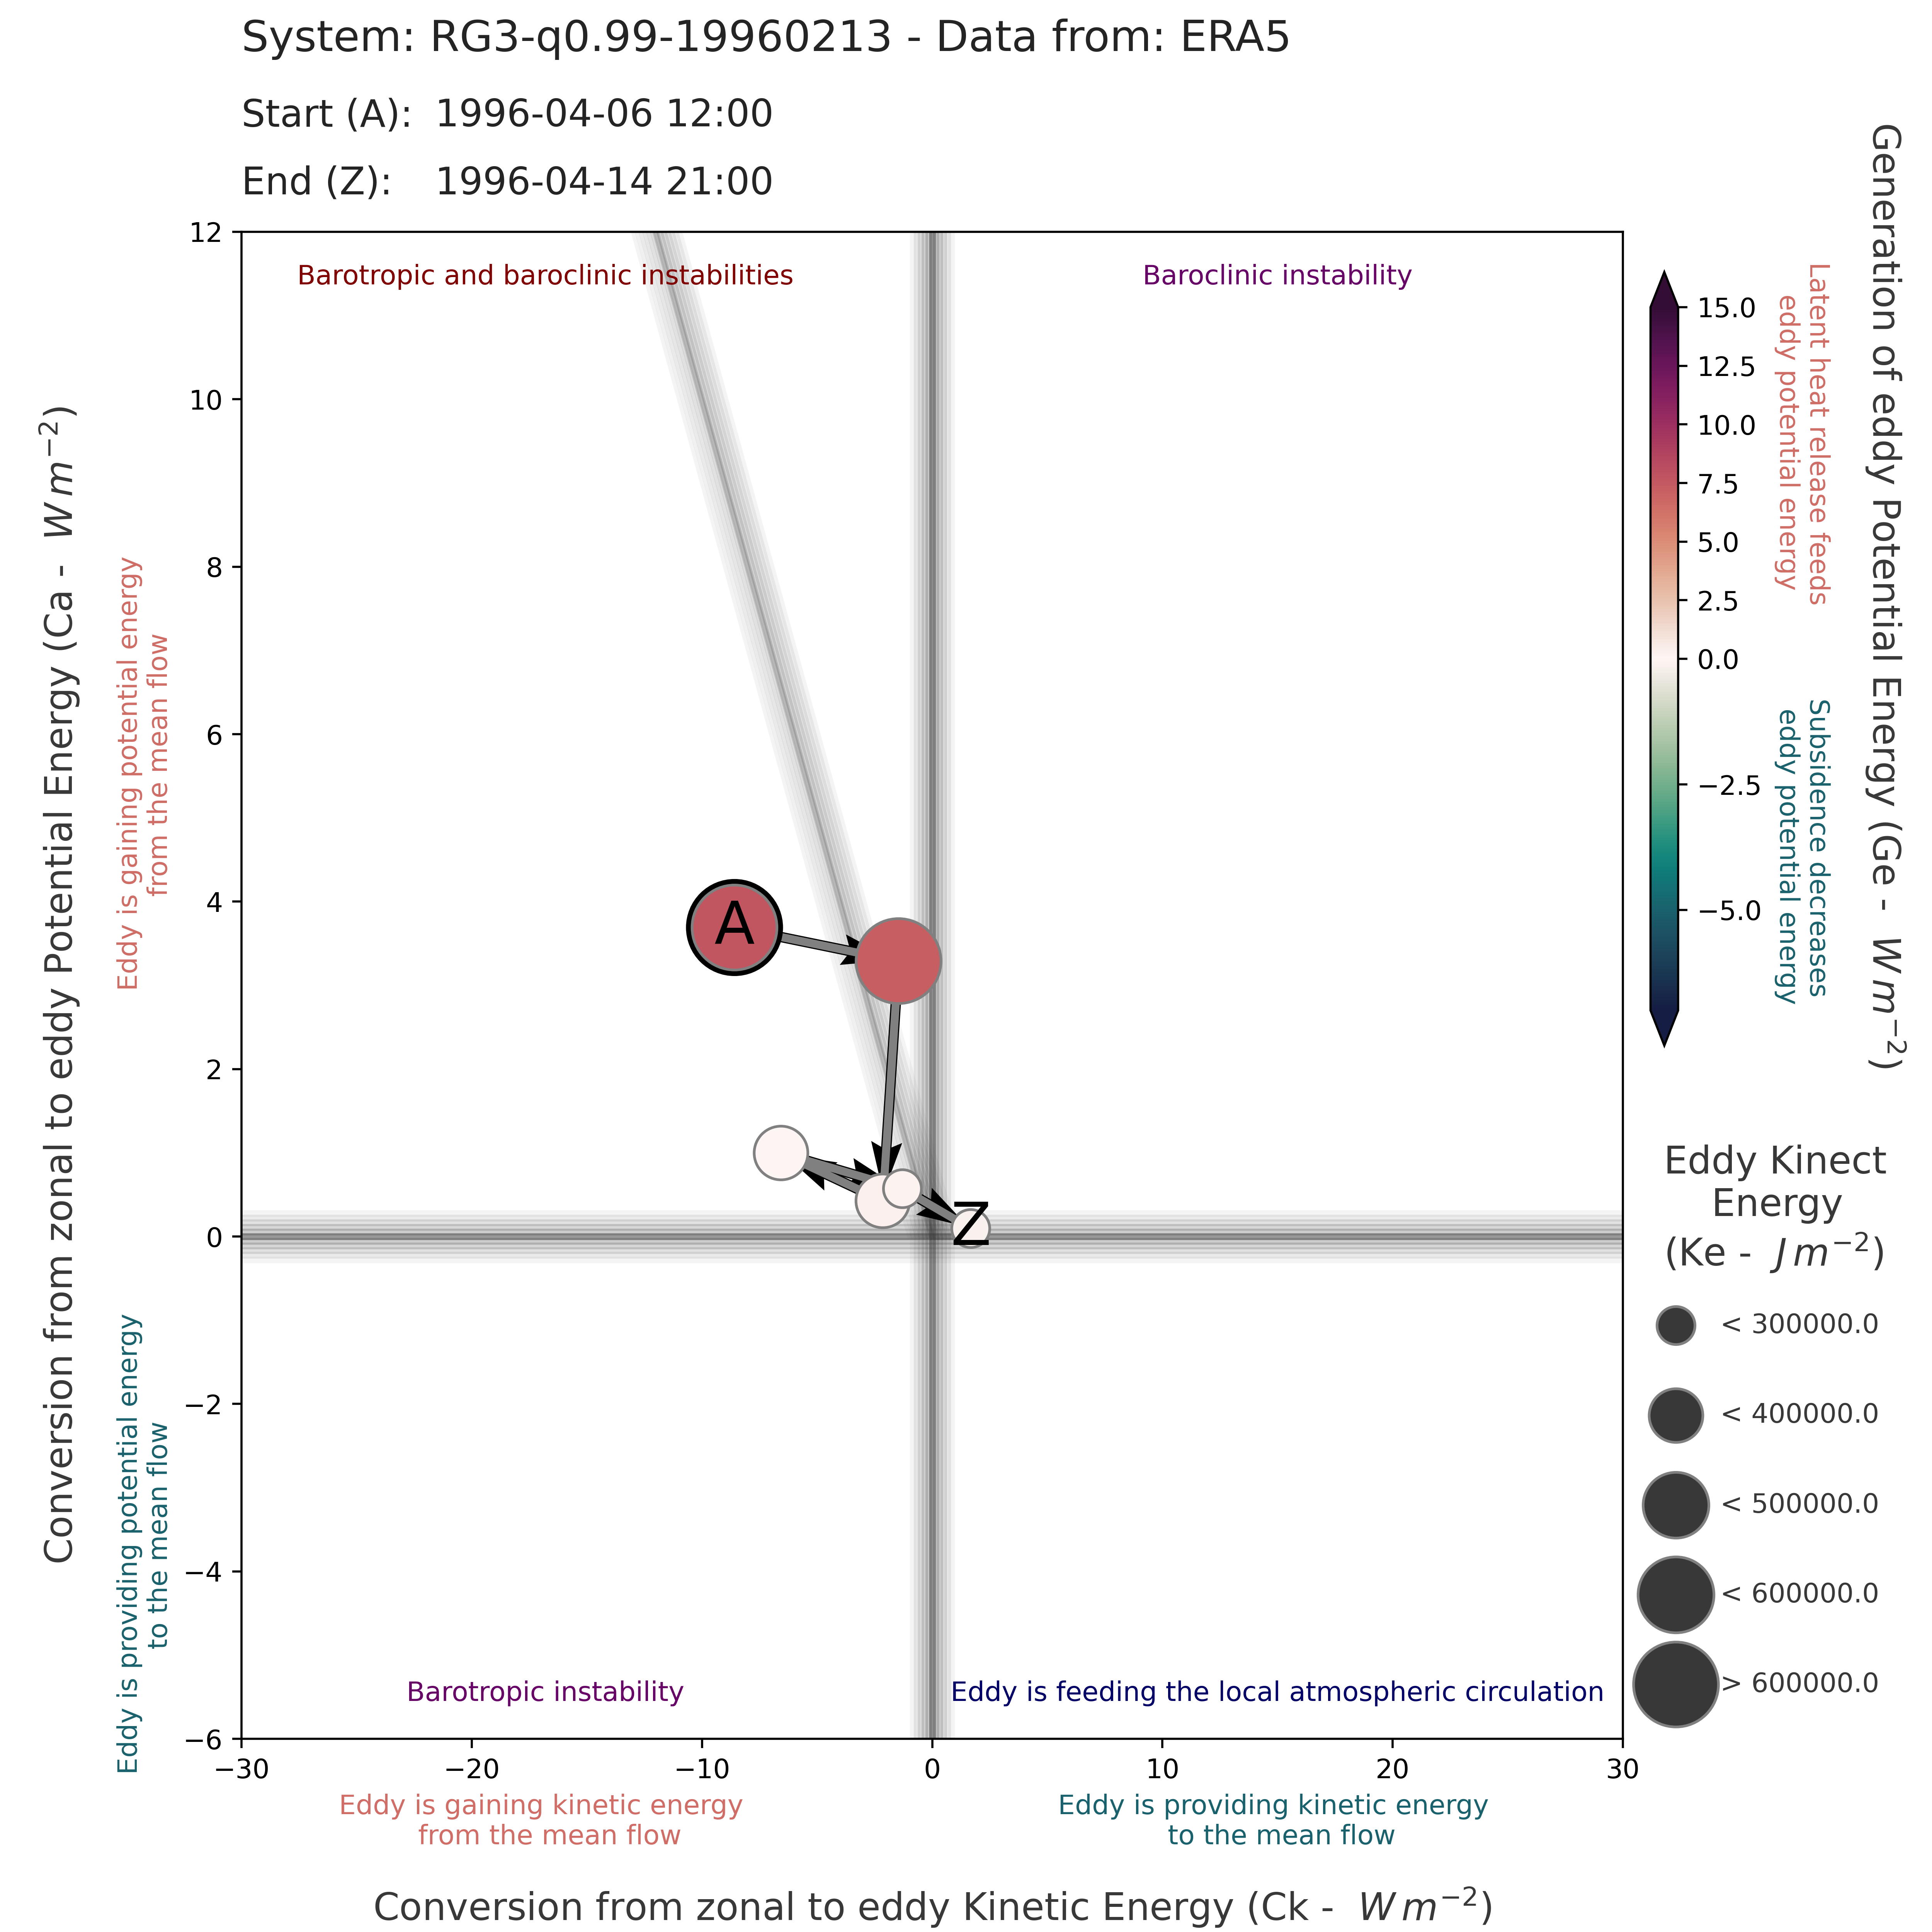 System: RG3-q0.99-19960213 - Data from: ERA5
Start (A): 1996-04-06 12:00
End (Z): 1996-04-14 21:00
Barotropic and baroclinic instabilities
Baroclinic instability
12
10
8
6
4
2
0
−2
−4
−6
Conversion from zonal to eddy Potential Energy (Ca - W m⁻²)
Eddy is gaining potential energy
from the mean flow
Eddy is providing potential energy
to the mean flow
A
Z
Barotropic instability
Eddy is feeding the local atmospheric circulation
−30
−20
−10
0
10
20
30
Eddy is gaining kinetic energy
from the mean flow
Eddy is providing kinetic energy
to the mean flow
Conversion from zonal to eddy Kinetic Energy (Ck - W m⁻²)
15.0
12.5
10.0
7.5
5.0
2.5
0.0
−2.5
−5.0
Latent heat release feeds
eddy potential energy
Subsidence decreases
eddy potential energy
Generation of eddy Potential Energy (Ge - W m⁻²)
Eddy Kinect
Energy
(Ke - J m⁻²)
< 300000.0
< 400000.0
< 500000.0
< 600000.0
> 600000.0